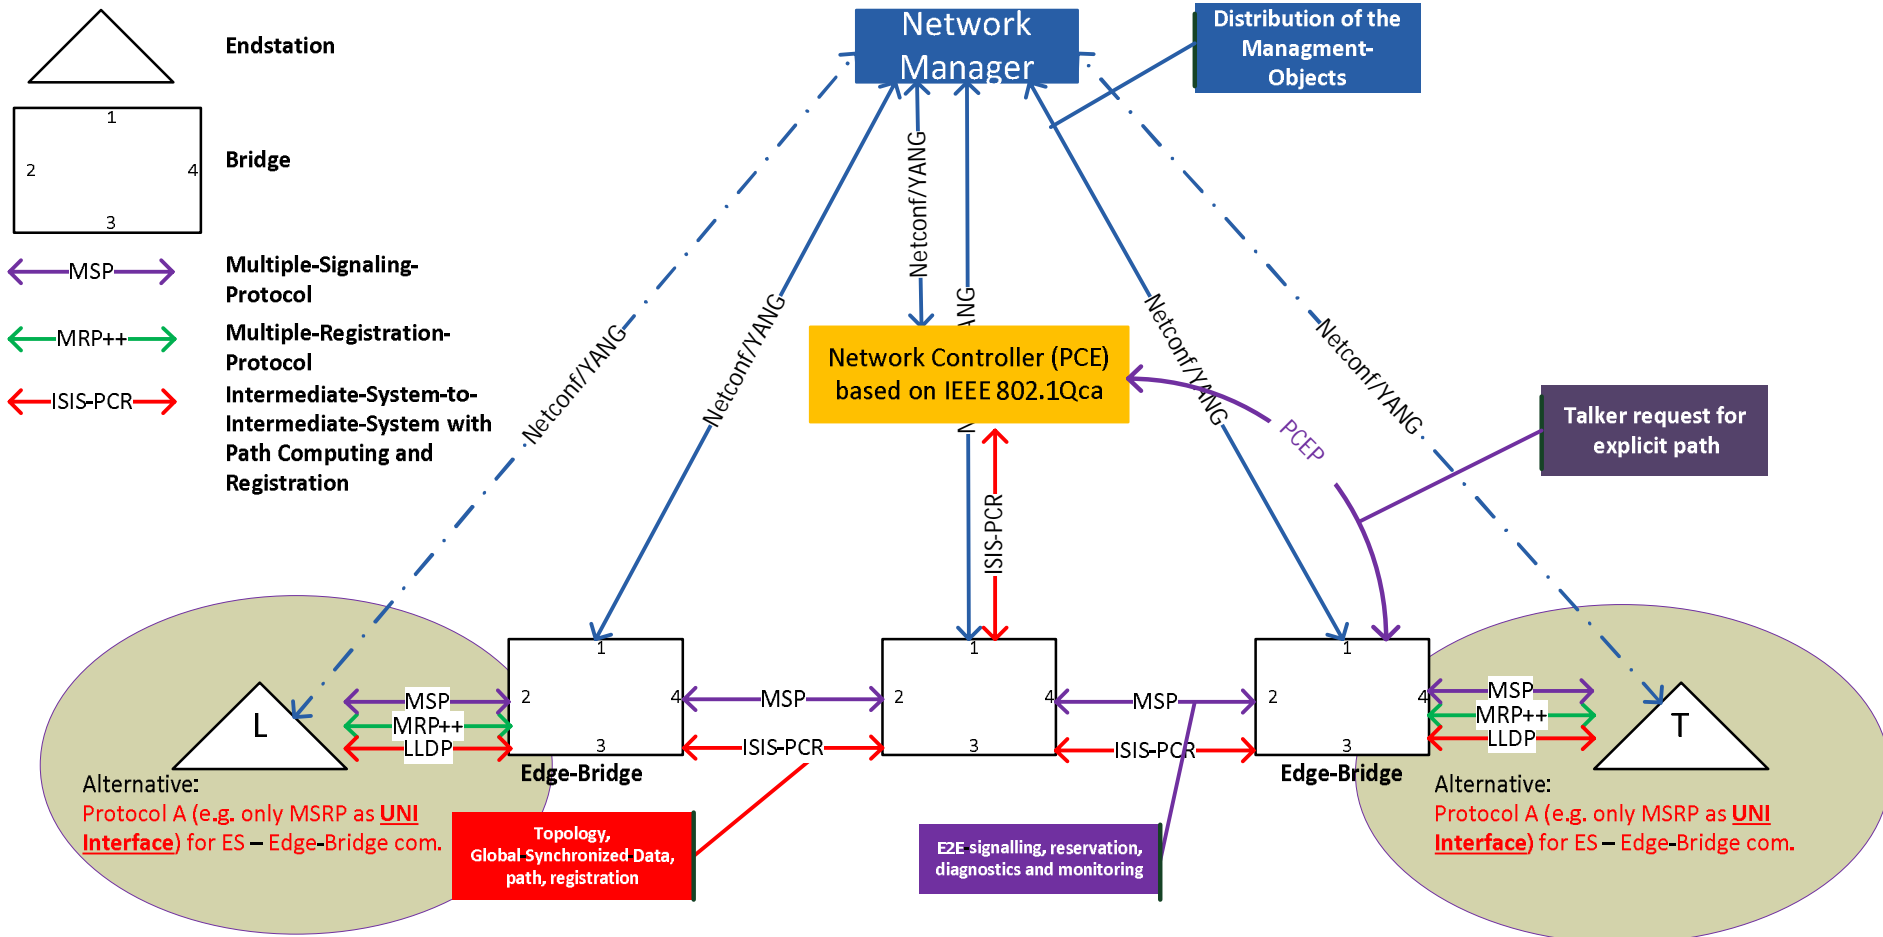 Endstation
1
2
4
3
Bridge
MSP
Multiple-Signaling-
Protocol
MRP++
Multiple-Registration-
Protocol
ISIS-PCR
Intermediate-System-to-
Intermediate-System with
Path Computing and
Registration
Network
Manager
Distribution of the
Managment-
Objects
Netconf/YANG
Netconf/YANG
Netconf/YANG
ANG
N
Netconf/YANG
Netconf/YANG
Network Controller (PCE)
based on IEEE 802.1Qca
PCEP
Talker request for
explicit path
ISIS-PCR
L
MSP
MRP++
LLDP
1
2
4
3
Edge-Bridge
MSP
ISIS-PCR
1
2
4
3
MSP
ISIS-PCR
1
2
4
3
Edge-Bridge
MSP
MRP++
LLDP
T
Alternative:
Protocol A (e.g. only MSRP as UNI
Interface) for ES – Edge-Bridge com.
Topology,
Global-Synchronized-Data,
path, registration
E2E-signalling, reservation,
diagnostics and monitoring
Alternative:
Protocol A (e.g. only MSRP as UNI
Interface) for ES – Edge-Bridge com.